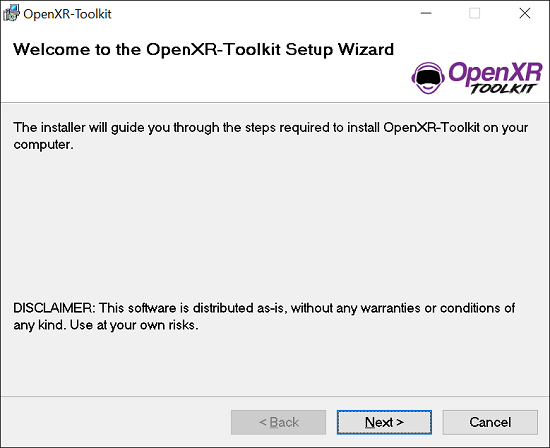 OpenXR-Toolkit
Welcome to the OpenXR-Toolkit Setup Wizard
OpenXR
TOOLKIT
The installer will guide you through the steps required to install OpenXR-Toolkit on your
computer.
DISCLAIMER: This software is distributed as-is, without any warranties or conditions of
any kind. Use at your own risks.
< Back
Next >
Cancel